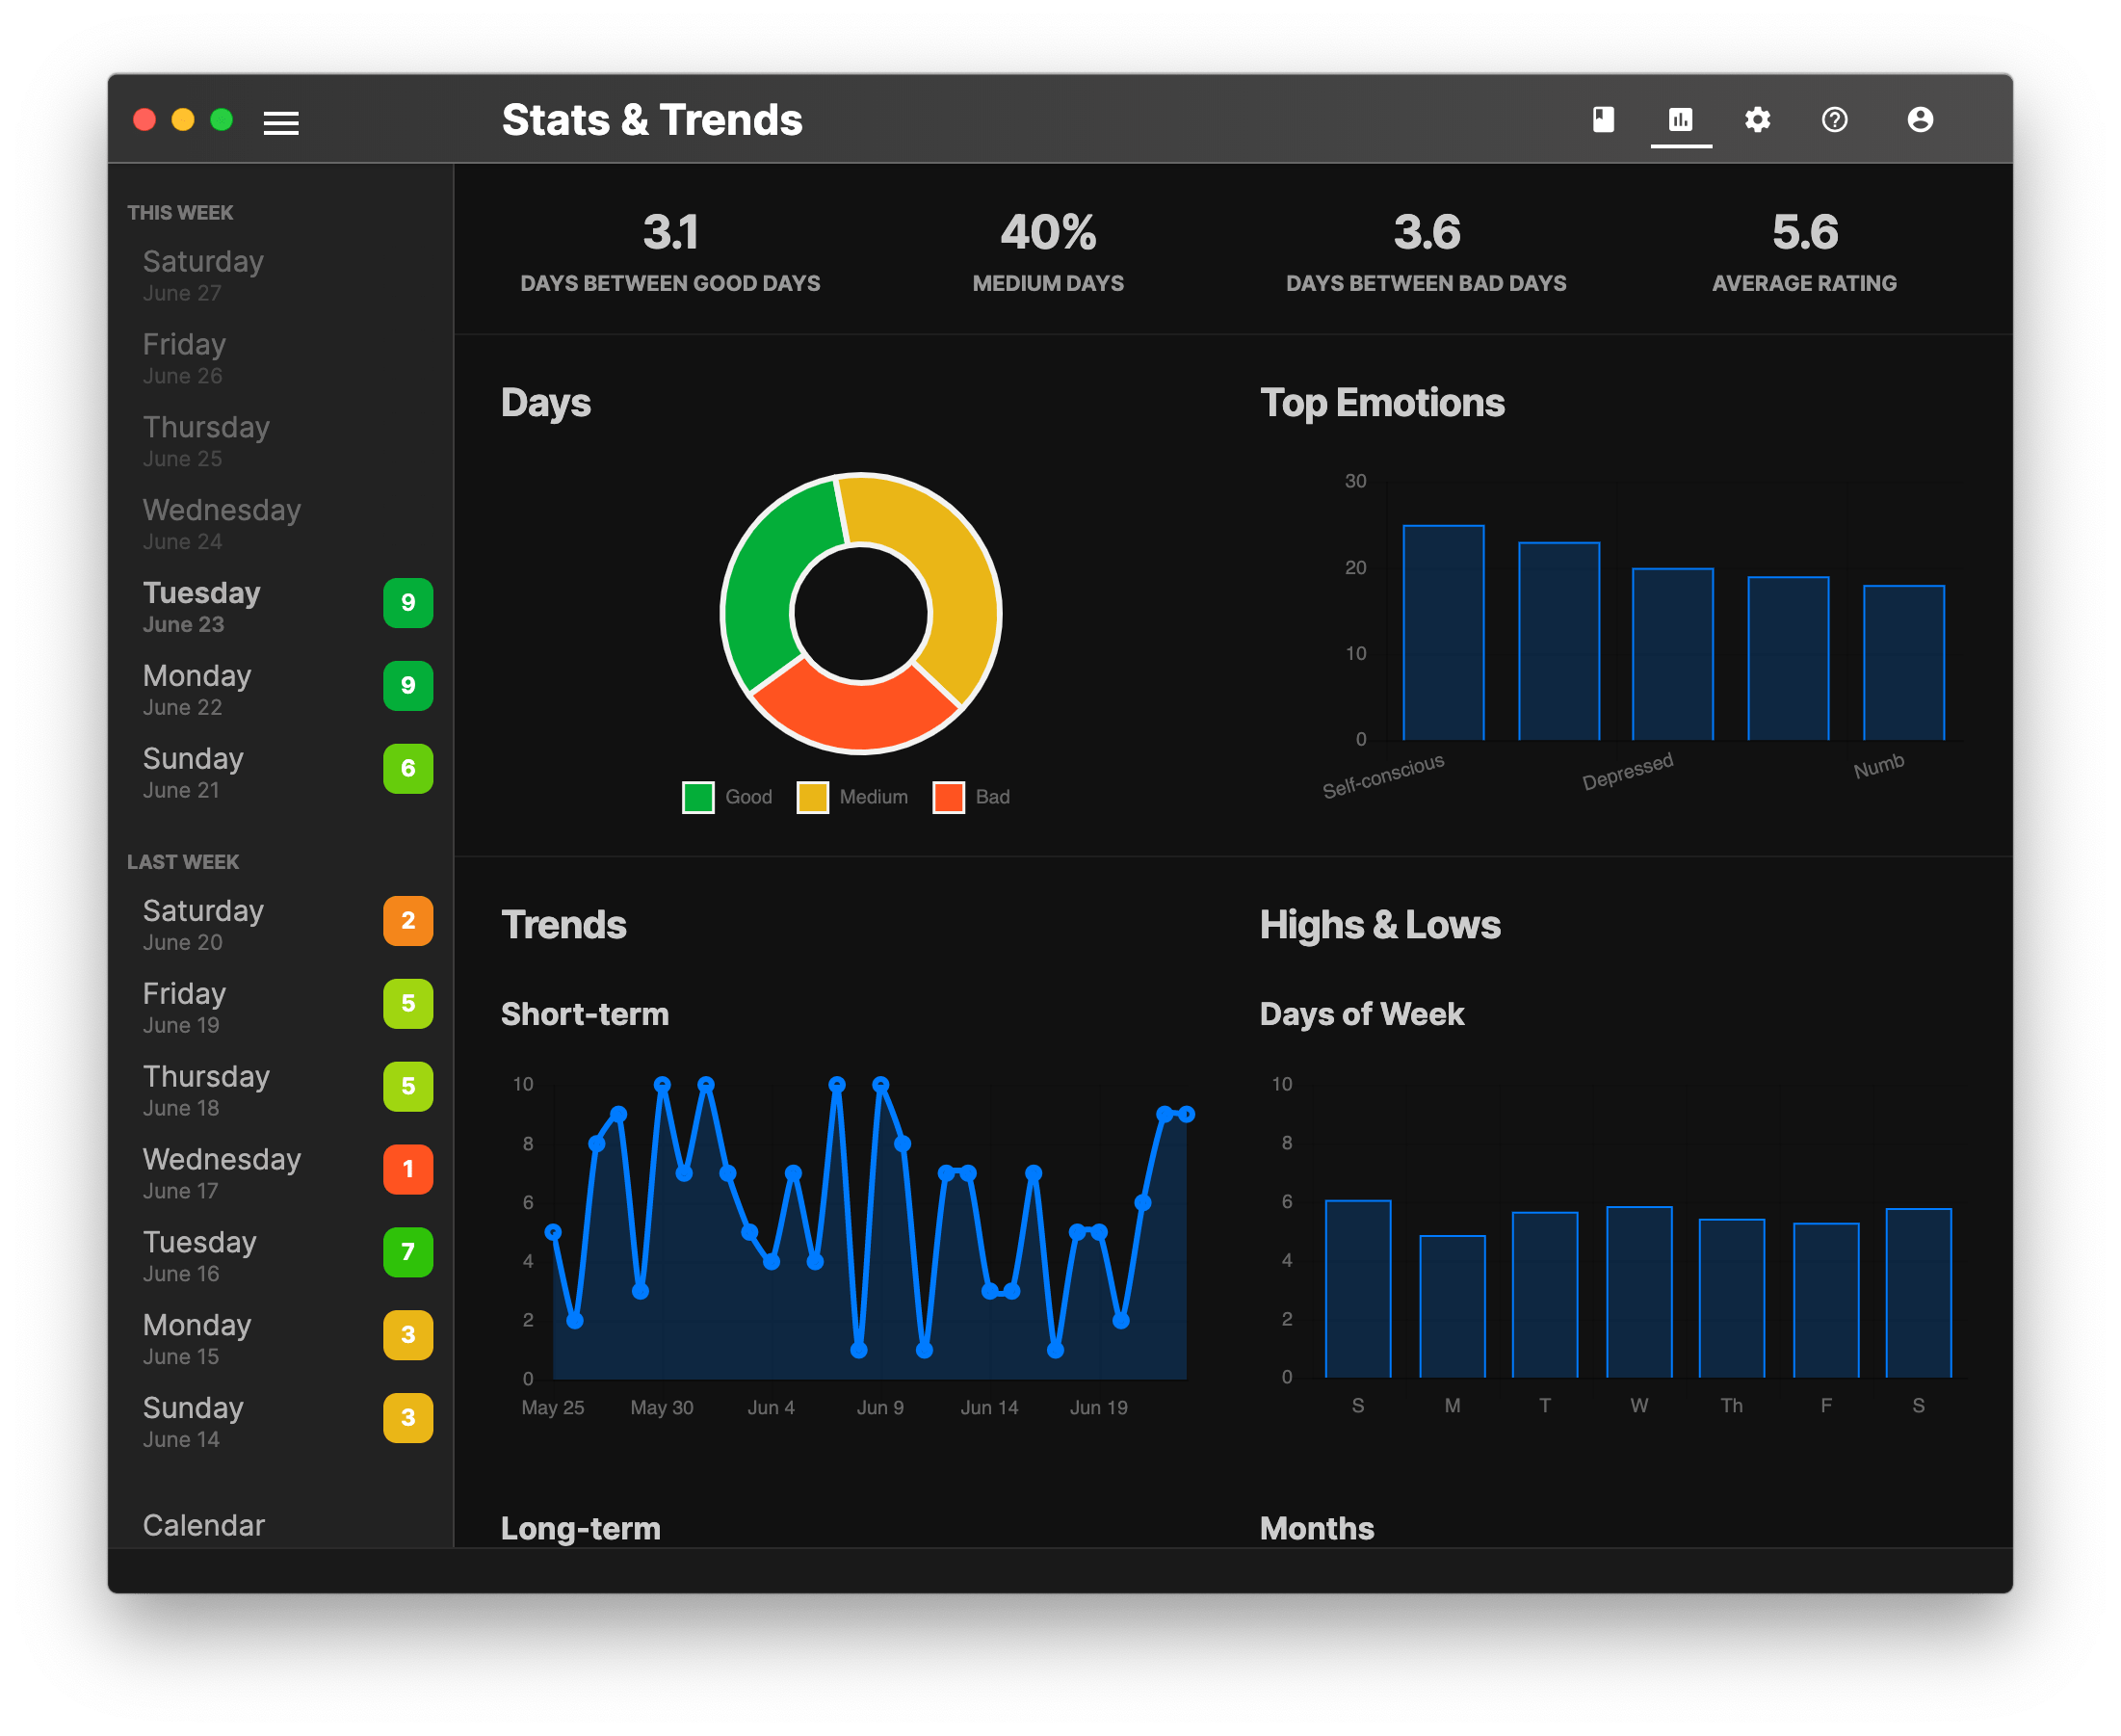 Stats & Trends
THIS WEEK
Saturday
June 27
Friday
June 26
Thursday
June 25
Wednesday
June 24
Tuesday
June 23
9
Monday
June 22
9
Sunday
June 21
6
LAST WEEK
Saturday
June 20
2
Friday
June 19
5
Thursday
June 18
5
Wednesday
June 17
1
Tuesday
June 16
7
Monday
June 15
3
Sunday
June 14
3
Calendar
3.1
DAYS BETWEEN GOOD DAYS
40%
MEDIUM DAYS
3.6
DAYS BETWEEN BAD DAYS
5.6
AVERAGE RATING
Days
Good Medium Bad
Top Emotions
30
20
10
0
Self-conscious Depressed Numb
Trends
Short-term
10
8
6
4
2
0
May 25 May 30 Jun 4 Jun 9 Jun 14 Jun 19
Highs & Lows
Days of Week
10
8
6
4
2
0
S M T W Th F S
Long-term
Months